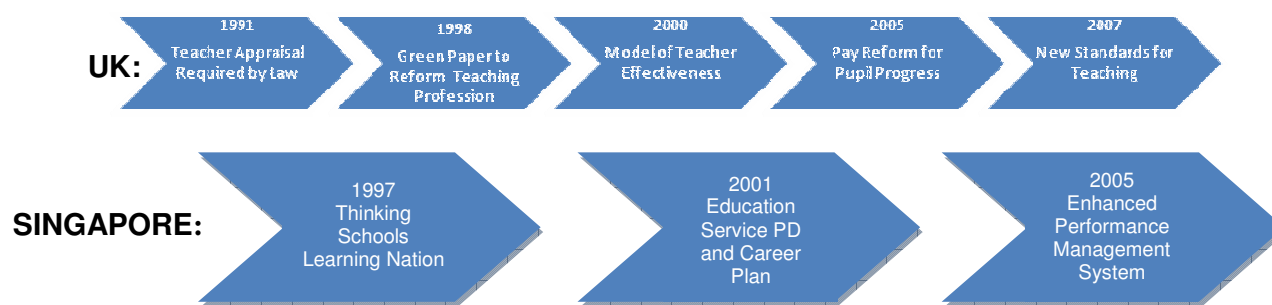 UK:
1991
Teacher Appraisal
Required by Law
1998
Green Paper to
Reform Teaching
Profession
2000
Model of Teacher
Effectiveness
2005
Pay Reform for
Pupil Progress
2007
New Standards for
Teaching
SINGAPORE:
1997
Thinking
Schools
Learning Nation
2001
Education
Service PD
and Career
Plan
2005
Enhanced
Performance
Management
System